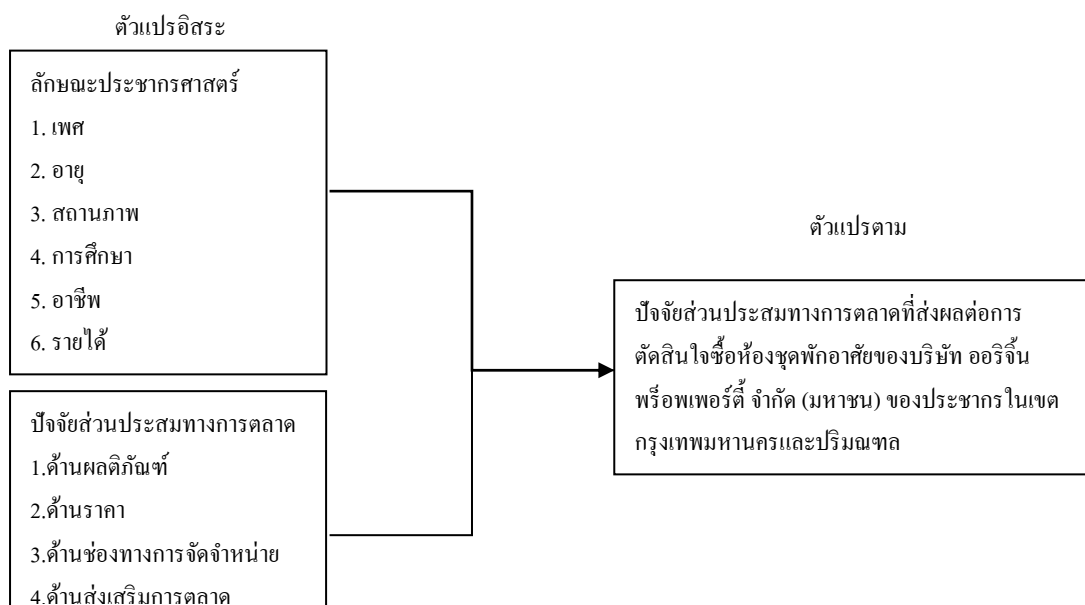 ตัวแปรอิสระ
ลักษณะประชากรศาสตร์
1. เพศ
2. อายุ
3. สถานภาพ
4. การศึกษา
5. อาชีพ
6. รายได้
ปัจจัยส่วนประสมทางการตลาด
1.ด้านผลติภัณฑ์
2.ด้านราคา
3.ด้านช่องทางการจัดจำหน่าย
4.ด้านส่งเสริมการตลาด
ตัวแปรตาม
ปัจจัยส่วนประสมทางการตลาดที่ส่งผลต่อการ
ตัดสินใจซื้อห้องชุดพักอาศัยของบริษัท ออริจิ้น
พร็อพเพอร์ตี้ จำกัด (มหาชน) ของประชากรในเขต
กรุงเทพมหานครและปริมณฑล